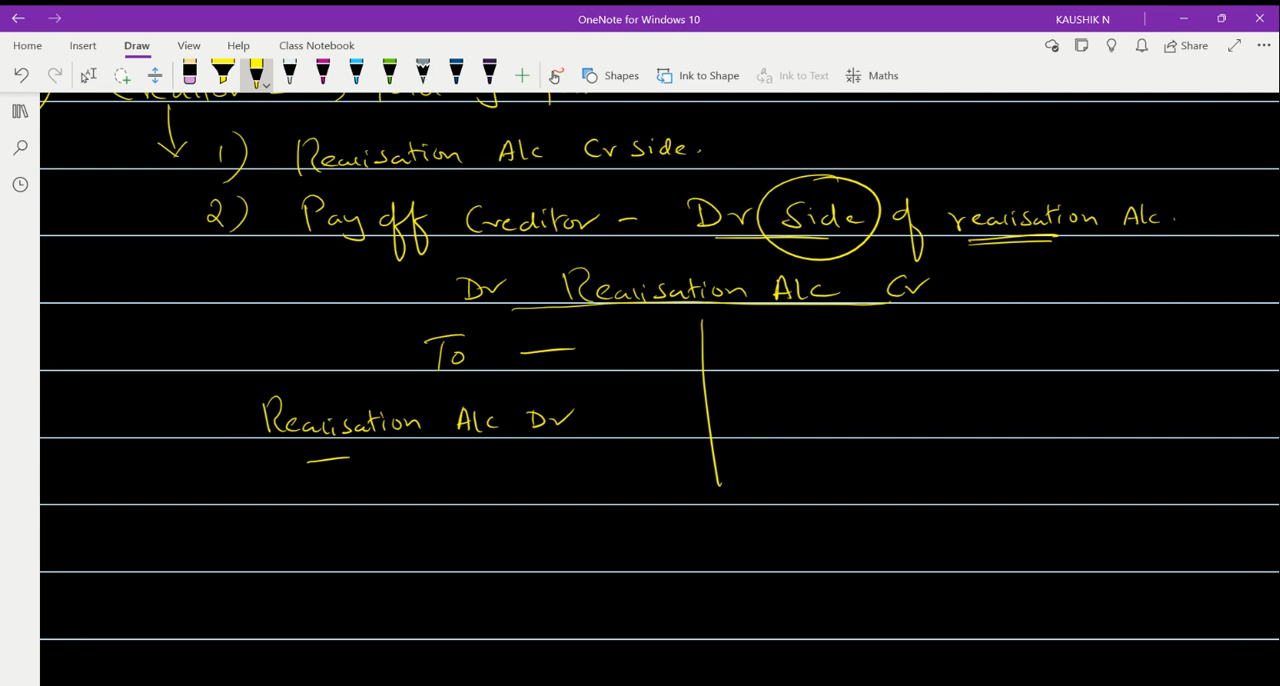 OneNote for Windows 10
KAUSHIK N
Home Insert Draw View Help Class Notebook
Share
Shapes Ink to Shape Ink to Text Maths
1) Realisation A/c Cr side.
2) Pay off Creditor - Dr Side of realisation A/c.
Dr Realisation A/c Cr
To —
Realisation A/c Dr